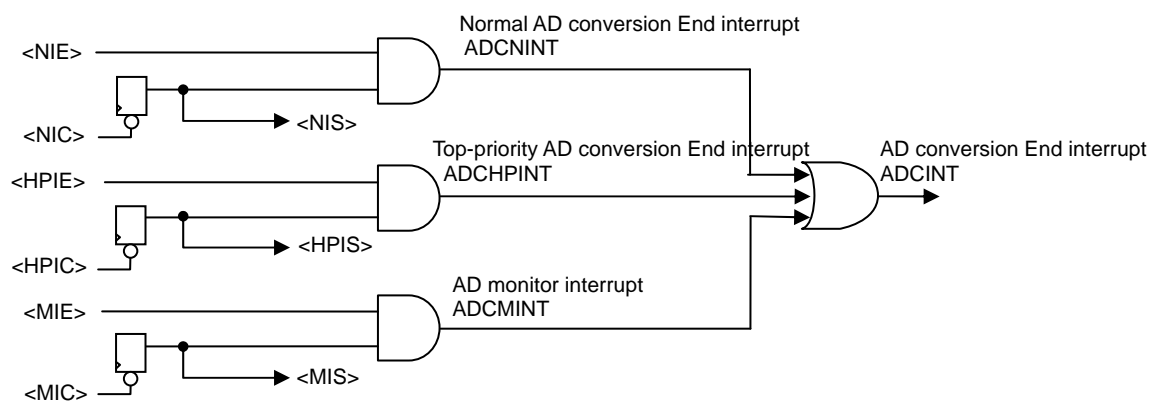 Normal AD conversion End interrupt
ADCNINT
<NIE>
<NIS>
<NIC>
Top-priority AD conversion End interrupt
ADCHPINT
AD conversion End interrupt
ADCINT
<HPIE>
<HPIS>
<HPIC>
AD monitor interrupt
ADCMINT
<MIE>
<MIS>
<MIC>